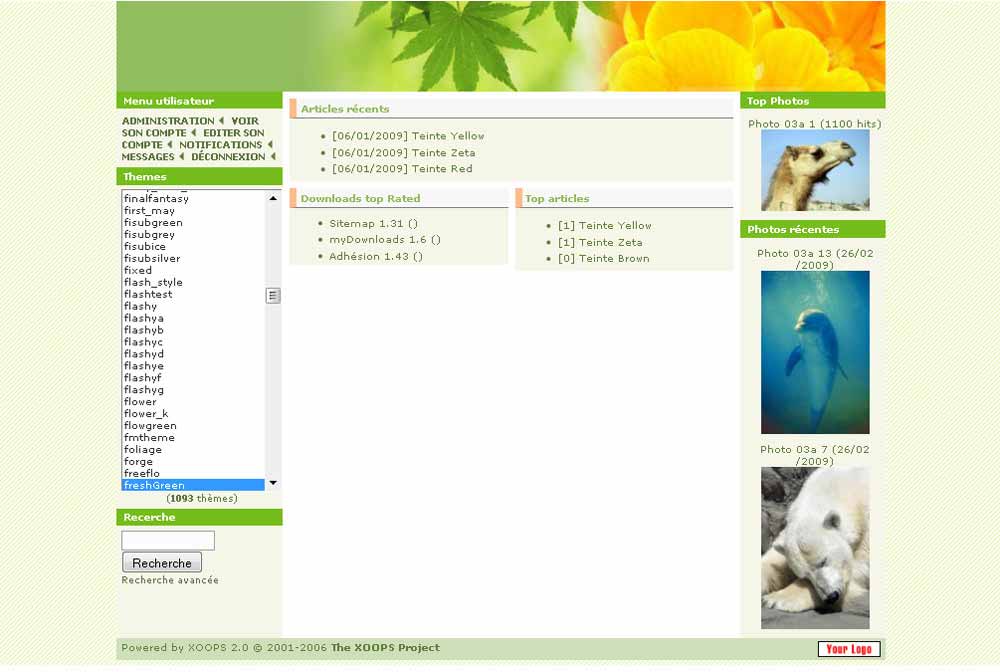 Menu utilisateur
ADMINISTRATION VOIR
SON COMPTE EDITER SON
COMPTE NOTIFICATIONS
MESSAGES DÉCONNEXION
Themes
finalfantasy
first_may
fisubgreen
fisubgrey
fisubice
fisubsilver
fixed
flash_style
flashtest
flashy
flashya
flashyb
flashyc
flashyd
flashye
flashyf
flashyg
flower
flower_k
flowgreen
fmtheme
foliage
forge
freeflo
freshGreen
(1093 thèmes)
Recerche
Recherche
Recherche avancée
Articles récents
• [06/01/2009] Teinte Yellow
• [06/01/2009] Teinte Zeta
• [06/01/2009] Teinte Red
Downloads top Rated
• Sitemap 1.31 ()
• myDownloads 1.6 ()
• Adhésion 1.43 ()
Top articles
• [1] Teinte Yellow
• [1] Teinte Zeta
• [0] Teinte Brown
Top Photos
Photo 03a 1 (1100 hits)
Photos récentes
Photo 03a 13 (26/02
/2009)
Photo 03a 7 (26/02
/2009)
Powered by XOOPS 2.0 © 2001-2006 The XOOPS Project
Your Logo